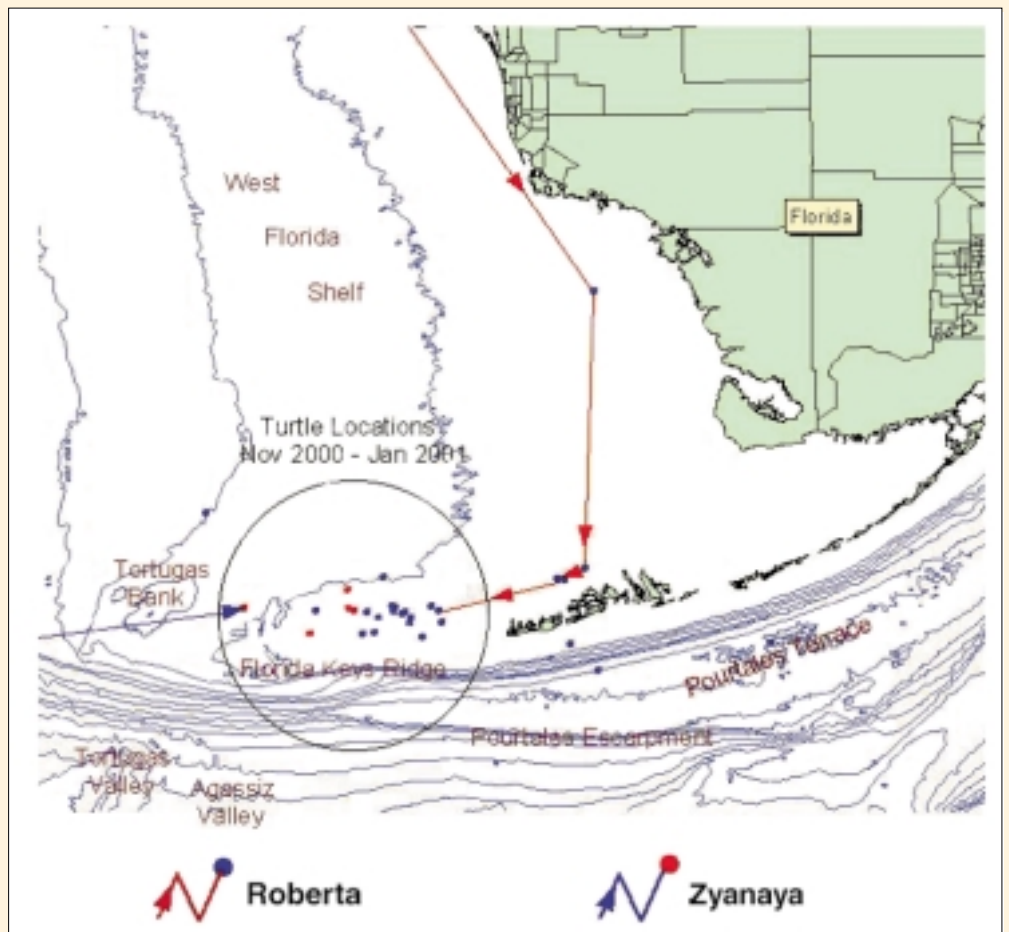 West
Florida
Shelf
Florida
Turtle Locations
Nov 2000 - Jan 2001
Tortugas
Bank
Florida Keys Ridge
Pourtales Terrace
Pourtales Escarpment
Tortugas
Valley
Agassiz
Valley
Roberta
Zyanaya